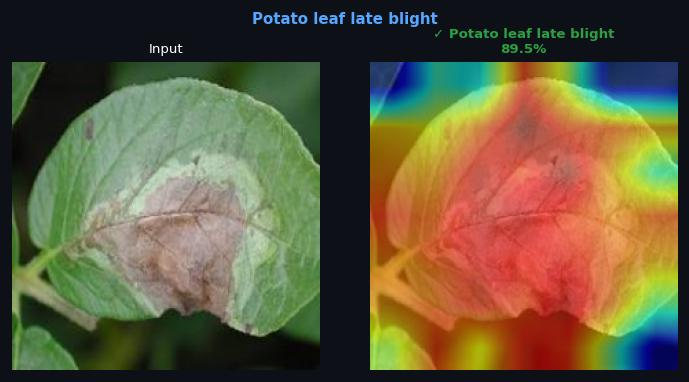 Potato leaf late blight
Input
✓ Potato leaf late blight
89.5%